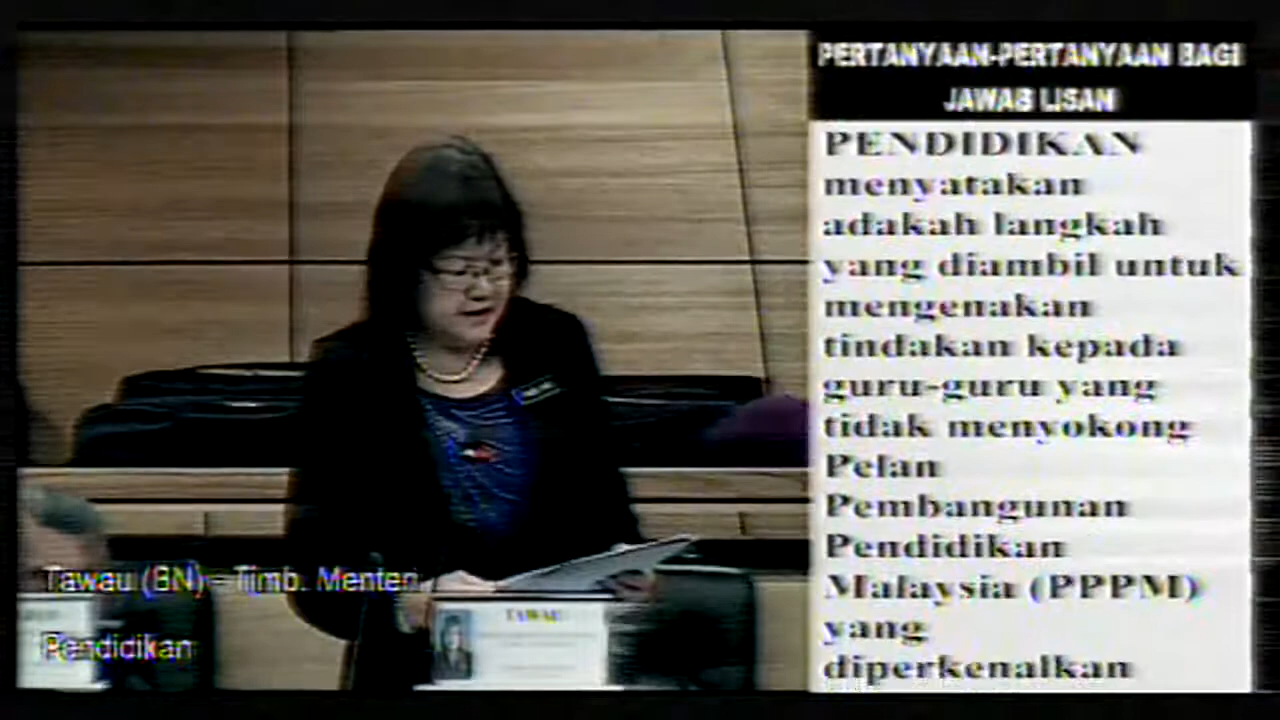 PERTANYAAN-PERTANYAAN BAGI
JAWAB LISAN
PENDIDIKAN
menyatakan
adakah langkah
yang diambil untuk
mengenakan
tindakan kepada
guru-guru yang
tidak menyokong
Pelan
Pembangunan
Pendidikan
Malaysia (PPPM)
yang
diperkenalkan
Tawau (BN) - Timb. Menteri
Pendidikan
TAWAU